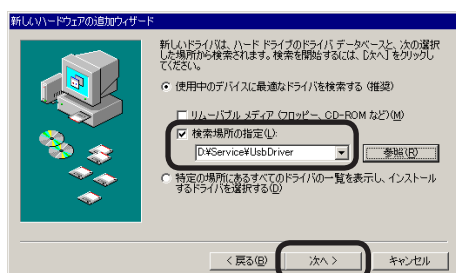 新しいハードウェアの追加ウィザード
新しいドライバは、ハード ドライブのドライバ データベースと、次の選択
した場所から検索されます。検索を開始するには、[次へ] をクリックし
てください。
使用中のデバイスに最適なドライバを検索する (推奨)
リムーバブル メディア (フロッピー、CD-ROM など)(M)
検索場所の指定(L):
D:¥Service¥UsbDriver
参照(R)
特定の場所にあるすべてのドライバの一覧を表示し、インストール
するドライバを選択する(D)
< 戻る(B)
次へ >
キャンセル